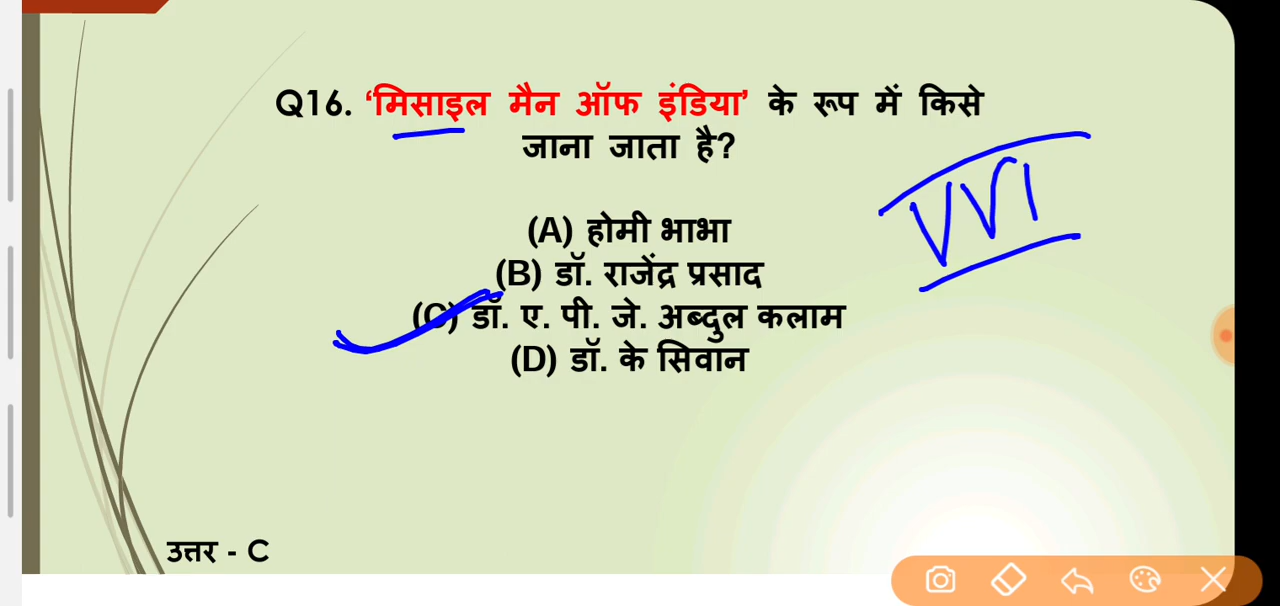 Q16. ‘मिसाइल मैन ऑफ इंडिया’ के रूप में किसे
जाना जाता है?
VVI
(A) होमी भाभा
(B) डॉ. राजेंद्र प्रसाद
(C) डॉ. ए. पी. जे. अब्दुल कलाम
(D) डॉ. के सिवान
उत्तर - C